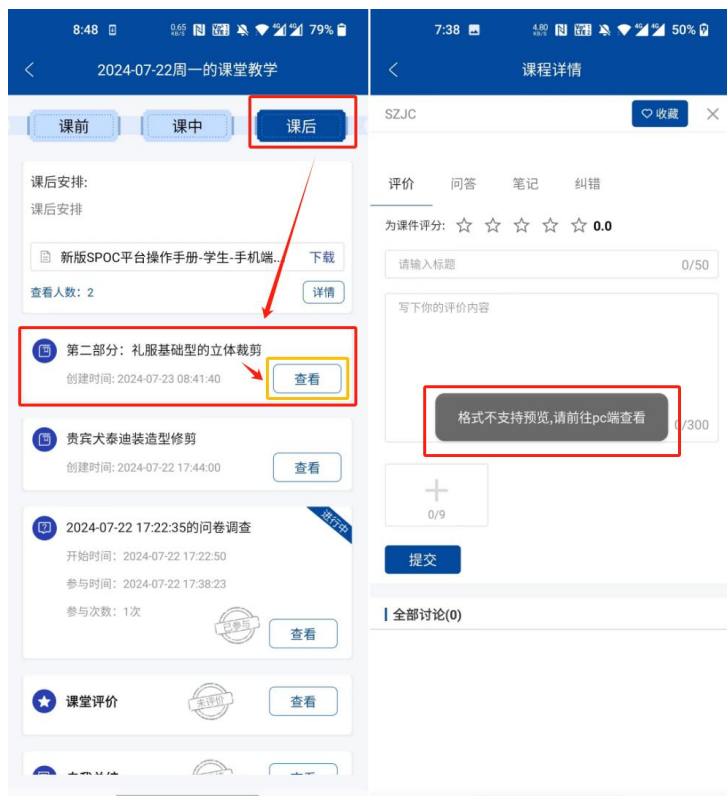 8:48
0.65 KB/S
4G 4G 79%
2024-07-22周一的课堂教学
课前
课中
课后
课后安排:
课后安排
新版SPOC平台操作手册-学生-手机端...
下载
查看人数: 2
详情
第二部分：礼服基础型的立体裁剪
创建时间: 2024-07-23 08:41:40
查看
贵宾犬泰迪装造型修剪
创建时间: 2024-07-22 17:44:00
查看
2024-07-22 17:22:35的问卷调查
进行中
开始时间：2024-07-22 17:22:50
参与时间：2024-07-22 17:38:23
参与次数：1次
已参与
查看
课堂评价
未评价
查看
7:38
4.80 KB/S
4G 4G 50%
课程详情
SZJC
收藏
评价
问答
笔记
纠错
为课件评分:
0.0
请输入标题
0/50
写下你的评价内容
格式不支持预览,请前往pc端查看
0/300
0/9
提交
全部讨论(0)